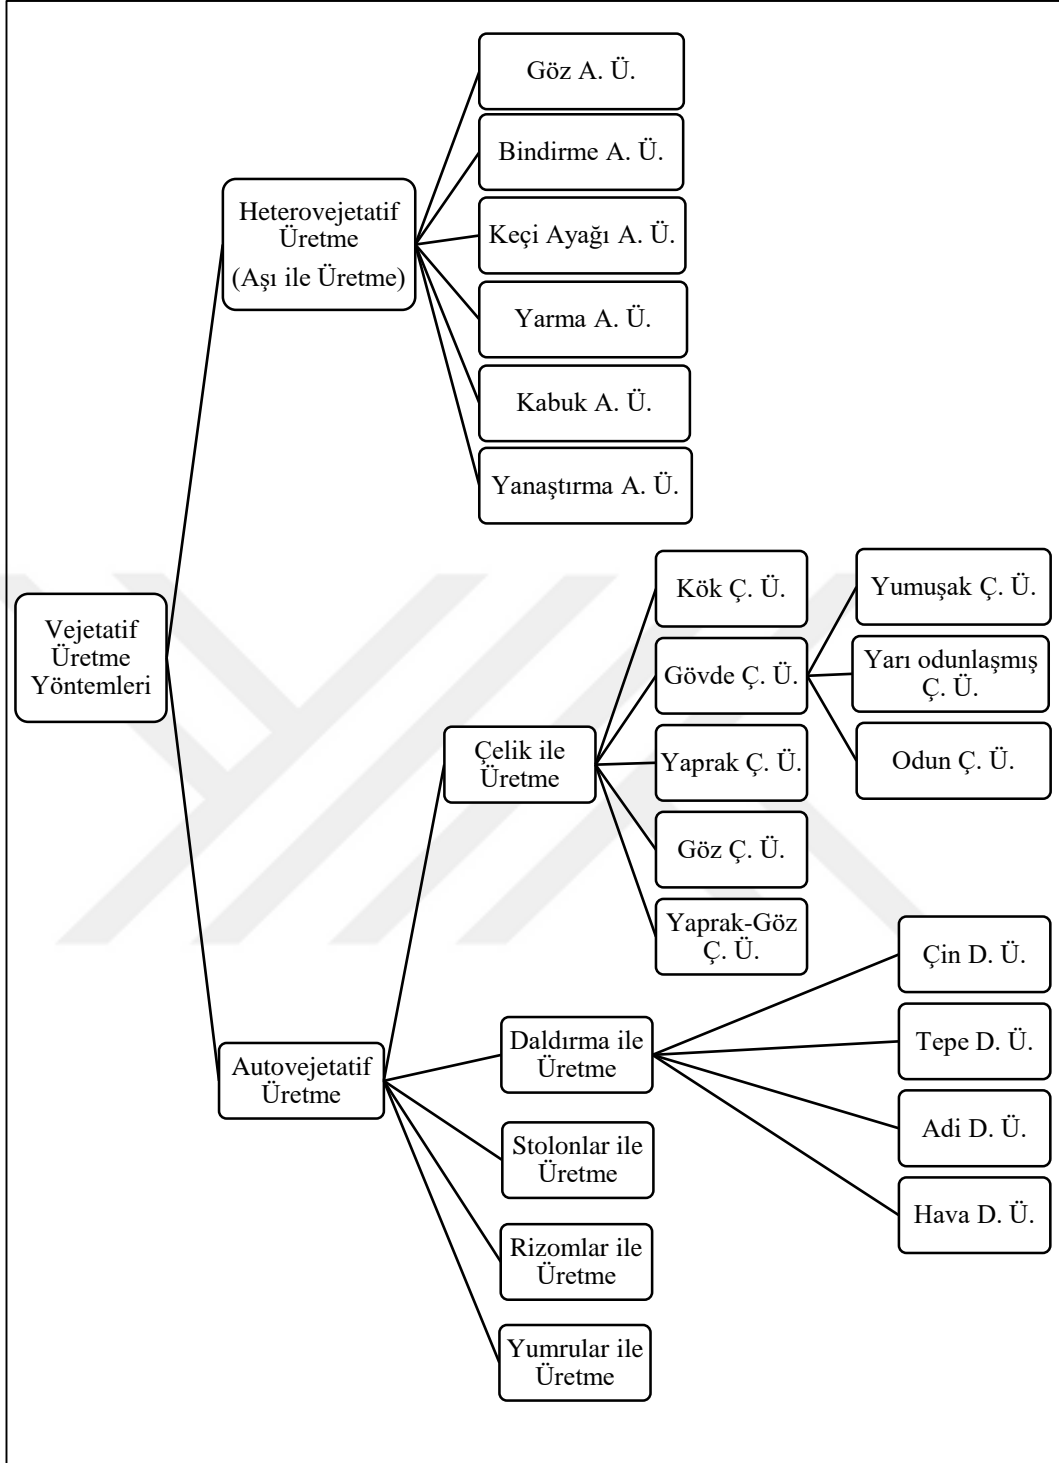 Vejetatif
Üretme
Yöntemleri
Heterovejetatif
Üretme
(Aşı ile Üretme)
Göz A. Ü.
Bindirme A. Ü.
Keçi Ayağı A. Ü.
Yarma A. Ü.
Kabuk A. Ü.
Yanaştırma A. Ü.
Autovejetatif
Üretme
Çelik ile
Üretme
Kök Ç. Ü.
Gövde Ç. Ü.
Yumuşak Ç. Ü.
Yarı odunlaşmış
Ç. Ü.
Odun Ç. Ü.
Yaprak Ç. Ü.
Göz Ç. Ü.
Yaprak-Göz
Ç. Ü.
Daldırma ile
Üretme
Çin D. Ü.
Tepe D. Ü.
Adi D. Ü.
Hava D. Ü.
Stolonlar ile
Üretme
Rizomlar ile
Üretme
Yumrular ile
Üretme